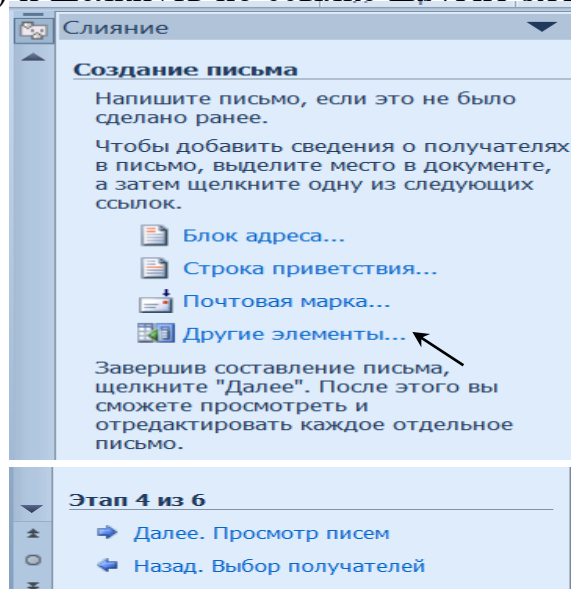 Слияние
Создание письма
Напишите письмо, если это не было
сделано ранее.
Чтобы добавить сведения о получателях
в письмо, выделите место в документе,
а затем щелкните одну из следующих
ссылок.
Блок адреса...
Строка приветствия...
Почтовая марка...
Другие элементы...
Завершив составление письма,
щелкните "Далее". После этого вы
сможете просмотреть и
отредактировать каждое отдельное
письмо.
Этап 4 из 6
Далее. Просмотр писем
Назад. Выбор получателей